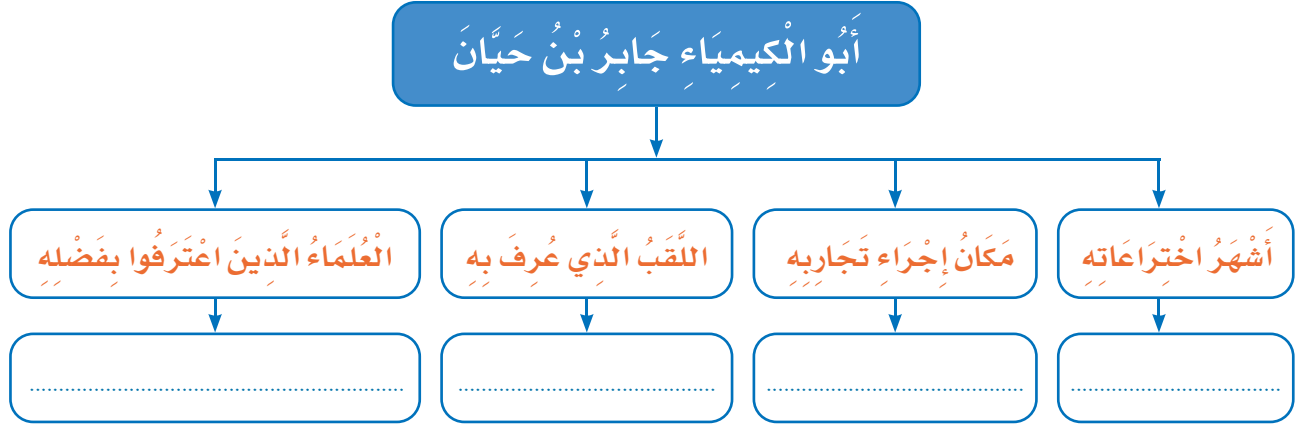 أَبُو الْكِيمِيَاءِ جَابِرُ بْنُ حَيَّانَ
أَشْهَرُ اخْتِرَاعَاتِهِ
مَكَانُ إِجْرَاءِ تَجَارِبِهِ
اللَّقَبُ الَّذِي عُرِفَ بِهِ
الْعُلَمَاءُ الَّذِينَ اعْتَرَفُوا بِفَضْلِهِ